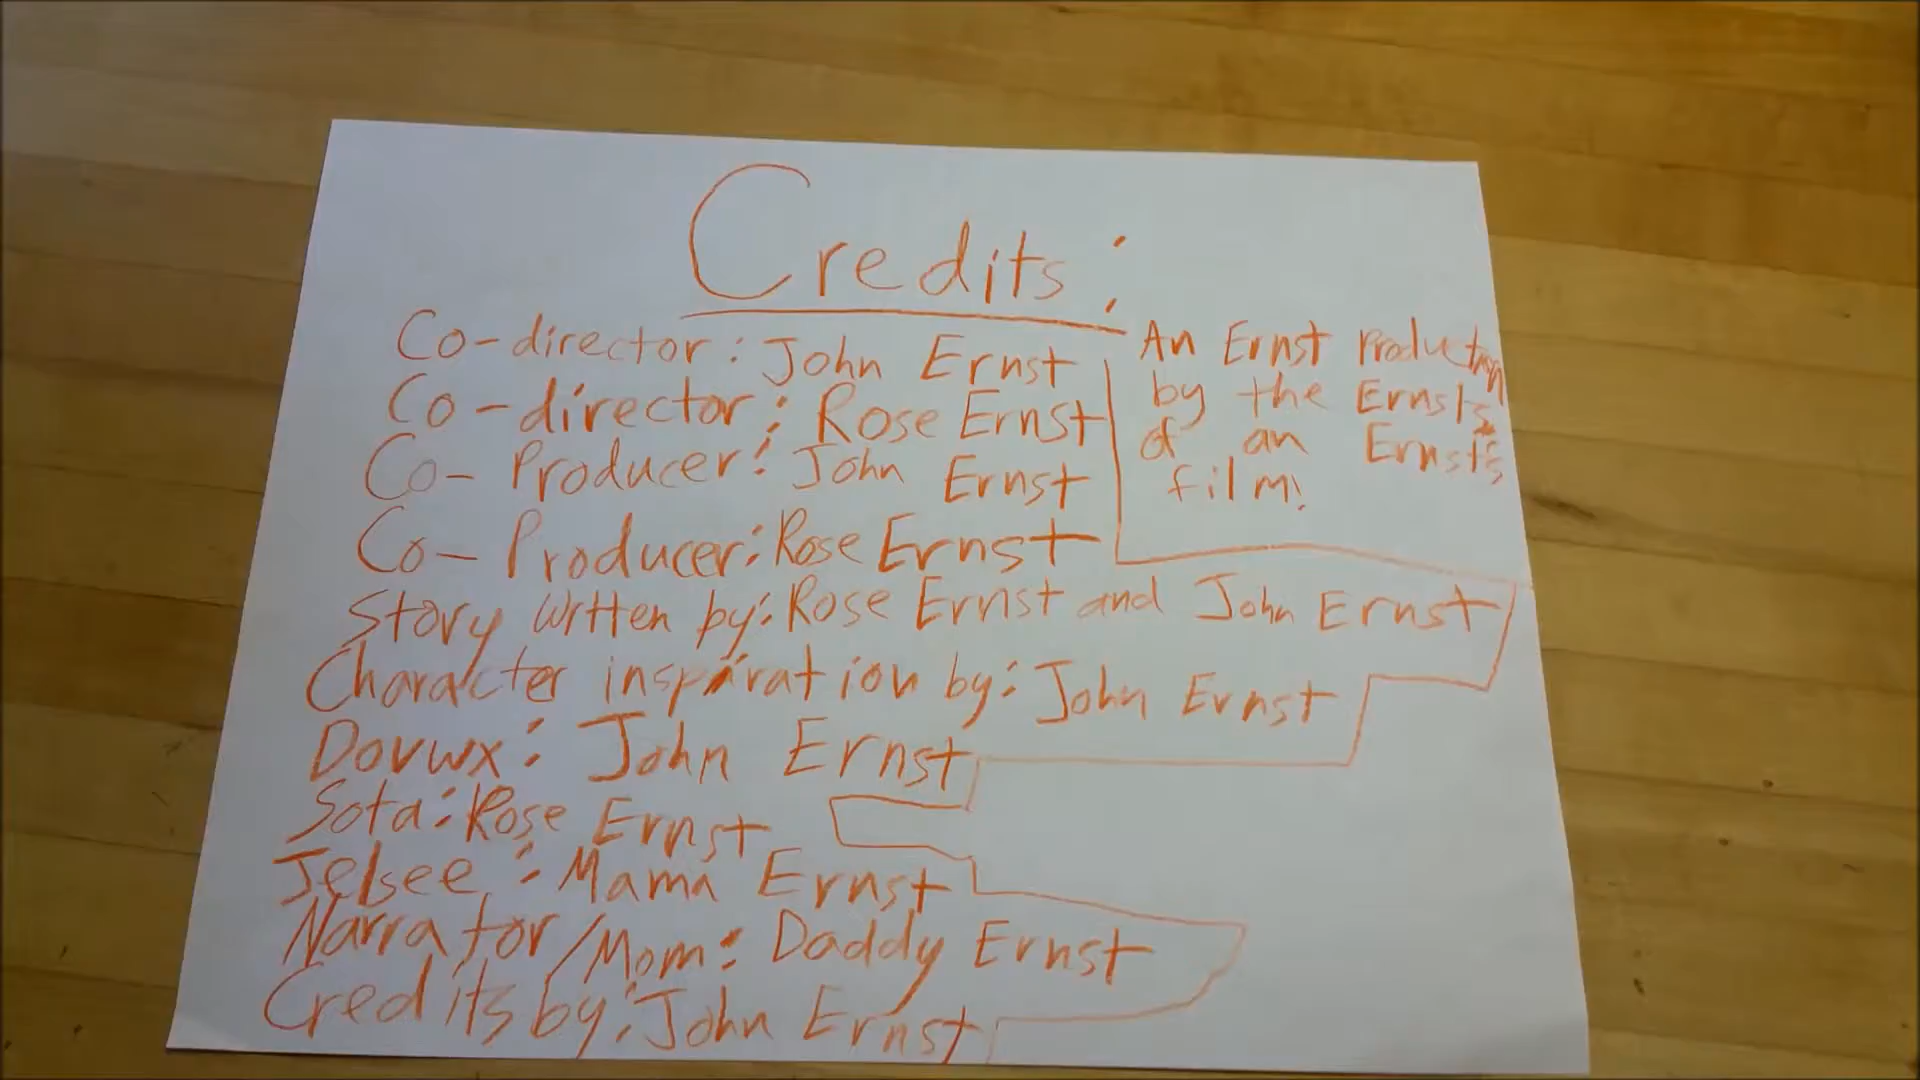 Credits:
Co-director: John Ernst
Co-director: Rose Ernst
Co-Producer: John Ernst
Co-Producer: Rose Ernst
Story written by: Rose Ernst and John Ernst
Character inspiration by: John Ernst
Dovwx: John Ernst
Sota: Rose Ernst
Jelsee: Mama Ernst
Narrator/Mom: Daddy Ernst
Credits by: John Ernst
An Ernst Production
by the Ernsts
of an Ernst's
film!